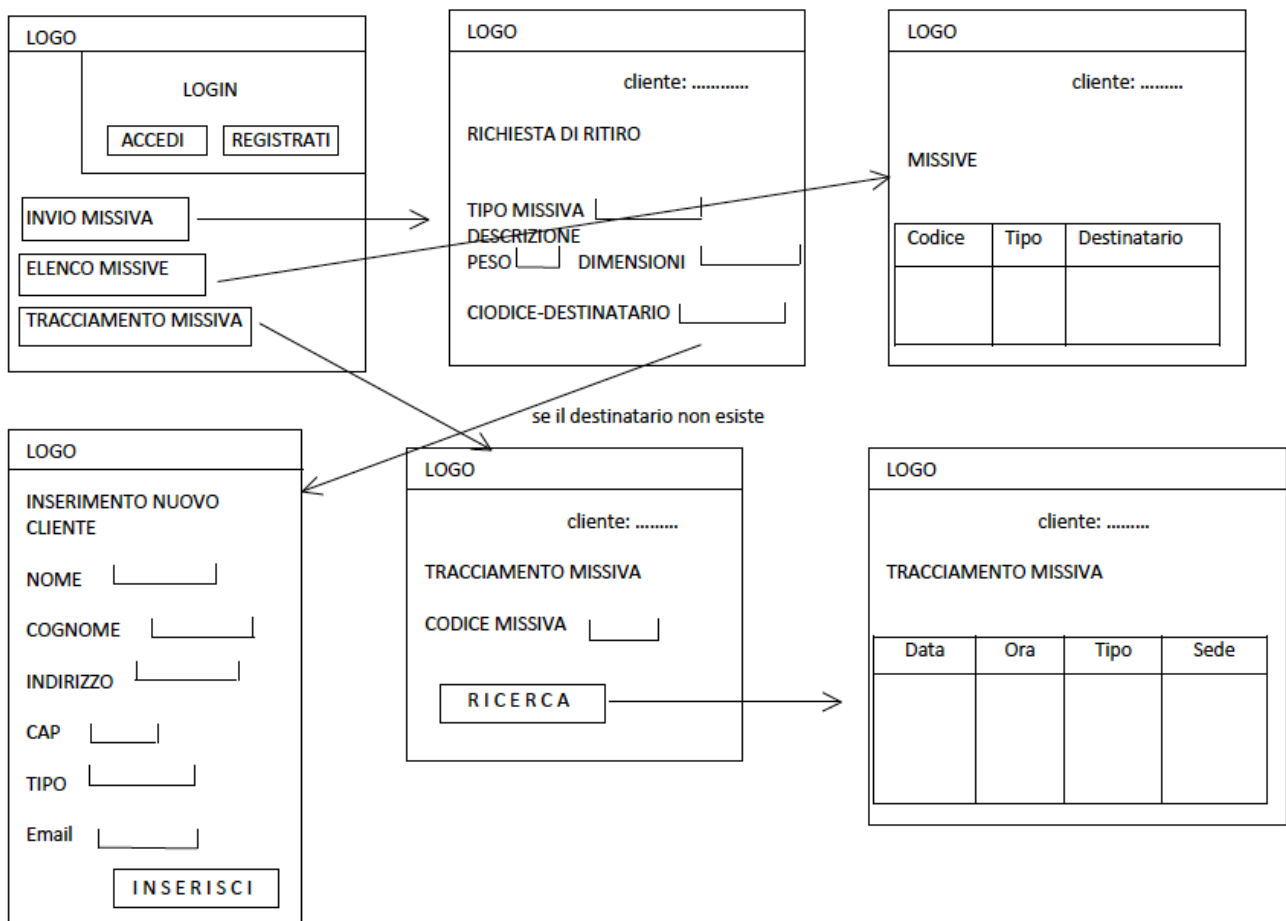 LOGO
LOGIN
ACCEDI REGISTRATI
INVIO MISSIVA
ELENCO MISSIVE
TRACCIAMENTO MISSIVA
LOGO
cliente: ............
RICHIESTA DI RITIRO
TIPO MISSIVA
DESCRIZIONE
PESO DIMENSIONI
CIODICE-DESTINATARIO
LOGO
cliente: .........
MISSIVE
Codice Tipo Destinatario
se il destinatario non esiste
LOGO
INSERIMENTO NUOVO
CLIENTE
NOME
COGNOME
INDIRIZZO
CAP
TIPO
Email
I N S E R I S C I
LOGO
cliente: .........
TRACCIAMENTO MISSIVA
CODICE MISSIVA
R I C E R C A
LOGO
cliente: .........
TRACCIAMENTO MISSIVA
Data Ora Tipo Sede